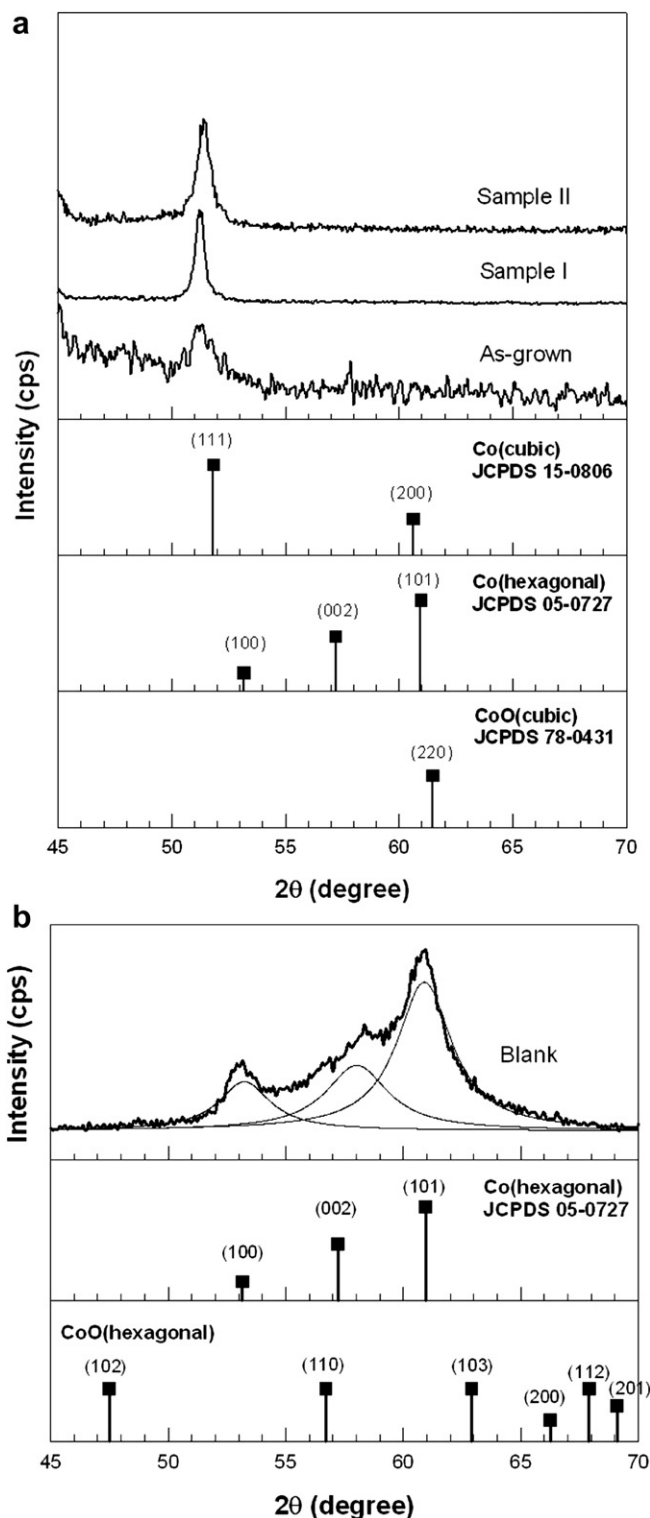 a
Sample II
Sample I
As-grown
Intensity (cps)
(111)
(200)
Co(cubic)
JCPDS 15-0806
(100)
(002)
(101)
Co(hexagonal)
JCPDS 05-0727
(220)
CoO(cubic)
JCPDS 78-0431
45 50 55 60 65 70
2θ (degree)
b
Intensity (cps)
Blank
(100)
(002)
(101)
Co(hexagonal)
JCPDS 05-0727
CoO(hexagonal)
(102)
(110)
(103)
(200)
(112)
(201)
45 50 55 60 65 70
2θ (degree)